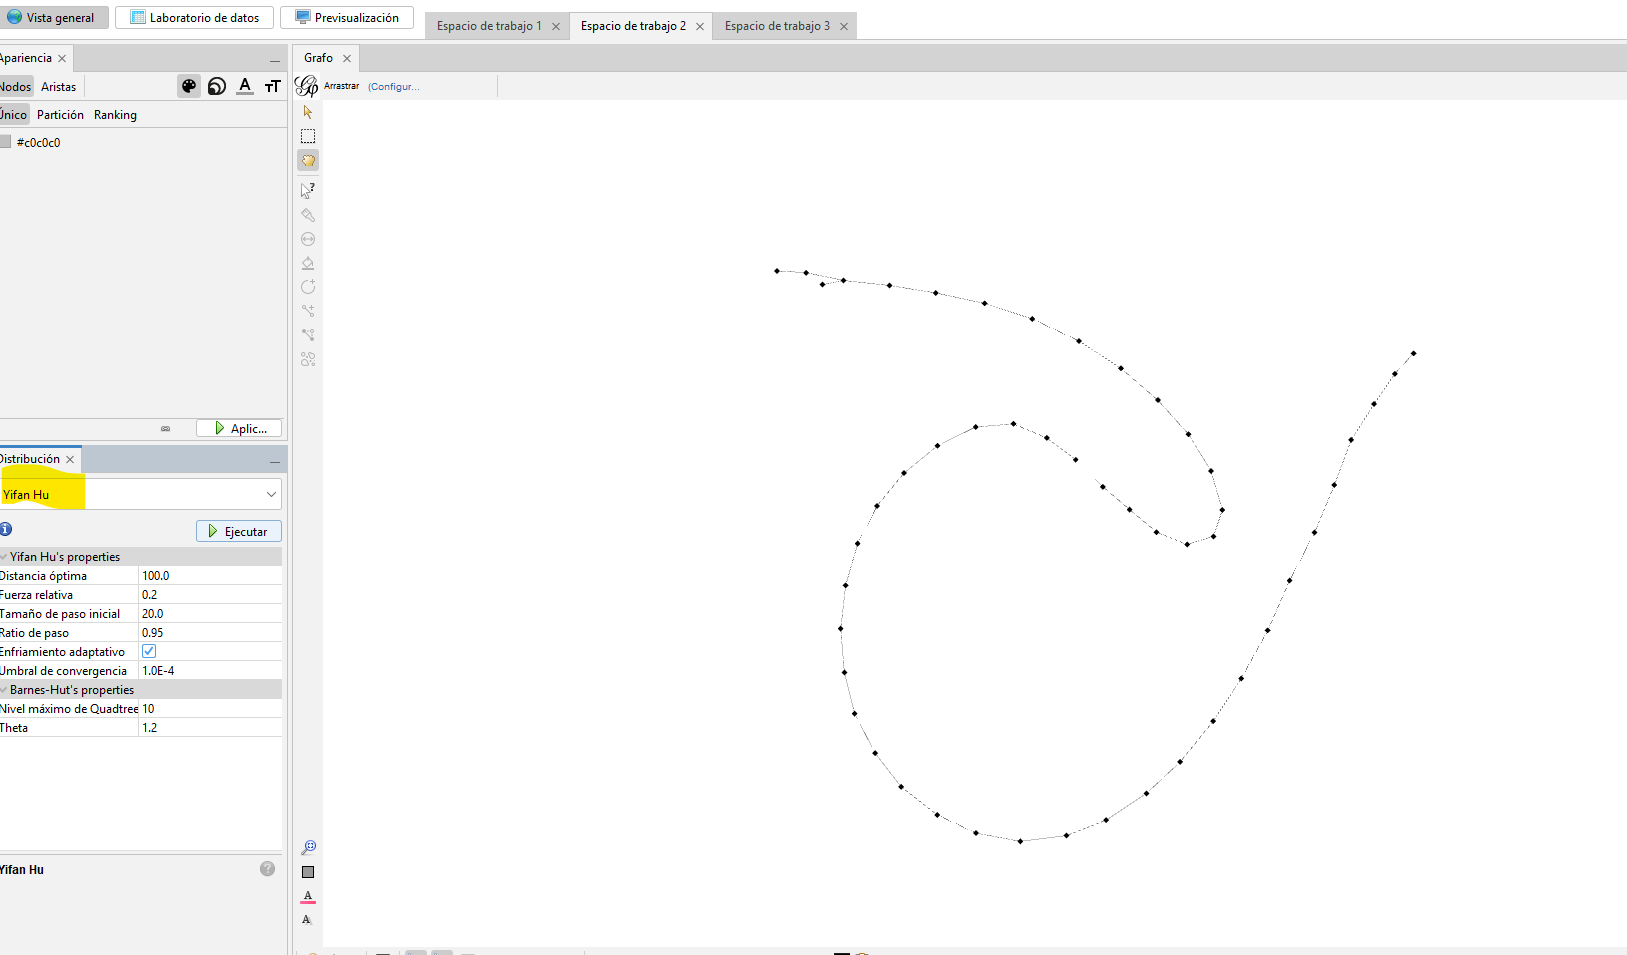 Vista general
Laboratorio de datos
Previsualización
Espacio de trabajo 1
Espacio de trabajo 2
Espacio de trabajo 3
Apariencia
Grafo
Nodos
Aristas
Arrastrar
(Configur...
Único
Partición
Ranking
#c0c0c0
Aplic...
Distribución
Yifan Hu
Ejecutar
Yifan Hu's properties
Distancia óptima 100.0
Fuerza relativa 0.2
Tamaño de paso inicial 20.0
Ratio de paso 0.95
Enfriamiento adaptativo
Umbral de convergencia 1.0E-4
Barnes-Hut's properties
Nivel máximo de Quadtree 10
Theta 1.2
Yifan Hu